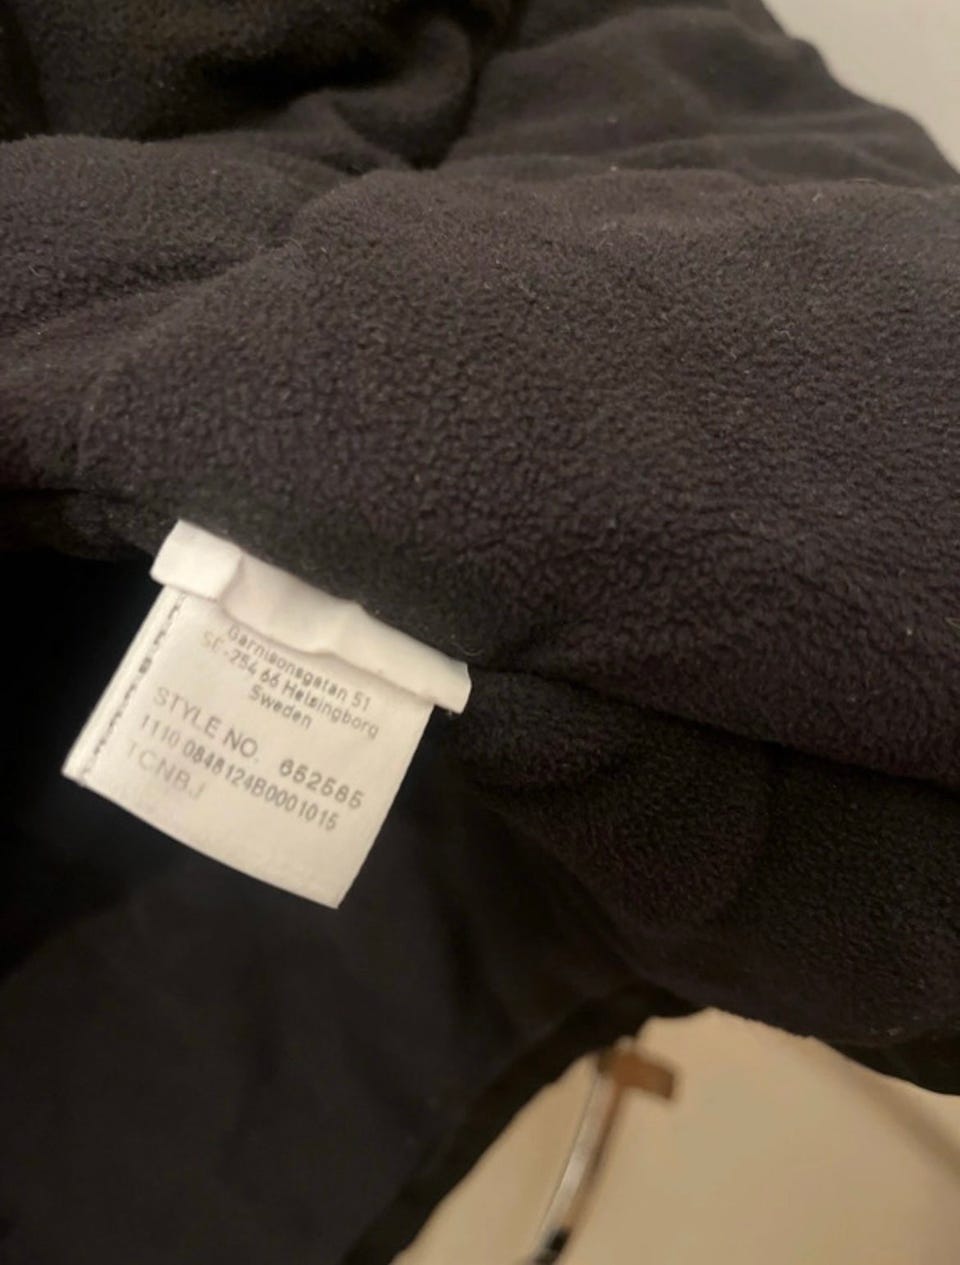 Garnisonsgatan 51
SE-254 66 Helsingborg
Sweden
STYLE NO. 652585
1110 0848124B0001015
TCNBJ